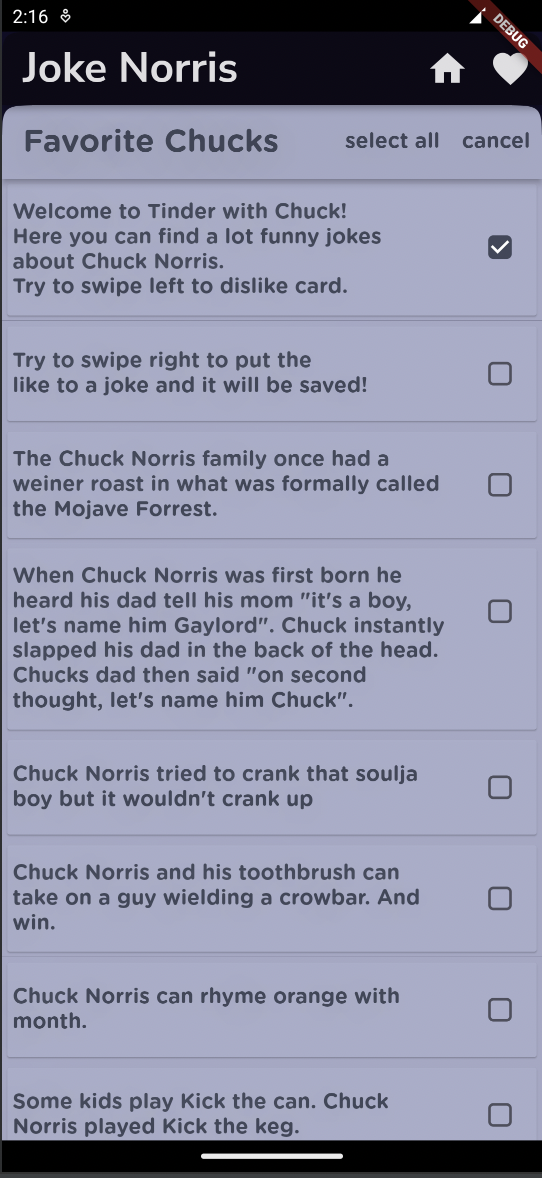 2:16
DEBUG
Joke Norris
Favorite Chucks select all cancel
Welcome to Tinder with Chuck!
Here you can find a lot funny jokes
about Chuck Norris.
Try to swipe left to dislike card.
Try to swipe right to put the
like to a joke and it will be saved!
The Chuck Norris family once had a
weiner roast in what was formally called
the Mojave Forrest.
When Chuck Norris was first born he
heard his dad tell his mom "it's a boy,
let's name him Gaylord". Chuck instantly
slapped his dad in the back of the head.
Chucks dad then said "on second
thought, let's name him Chuck".
Chuck Norris tried to crank that soulja
boy but it wouldn't crank up
Chuck Norris and his toothbrush can
take on a guy wielding a crowbar. And
win.
Chuck Norris can rhyme orange with
month.
Some kids play Kick the can. Chuck
Norris played Kick the keg.